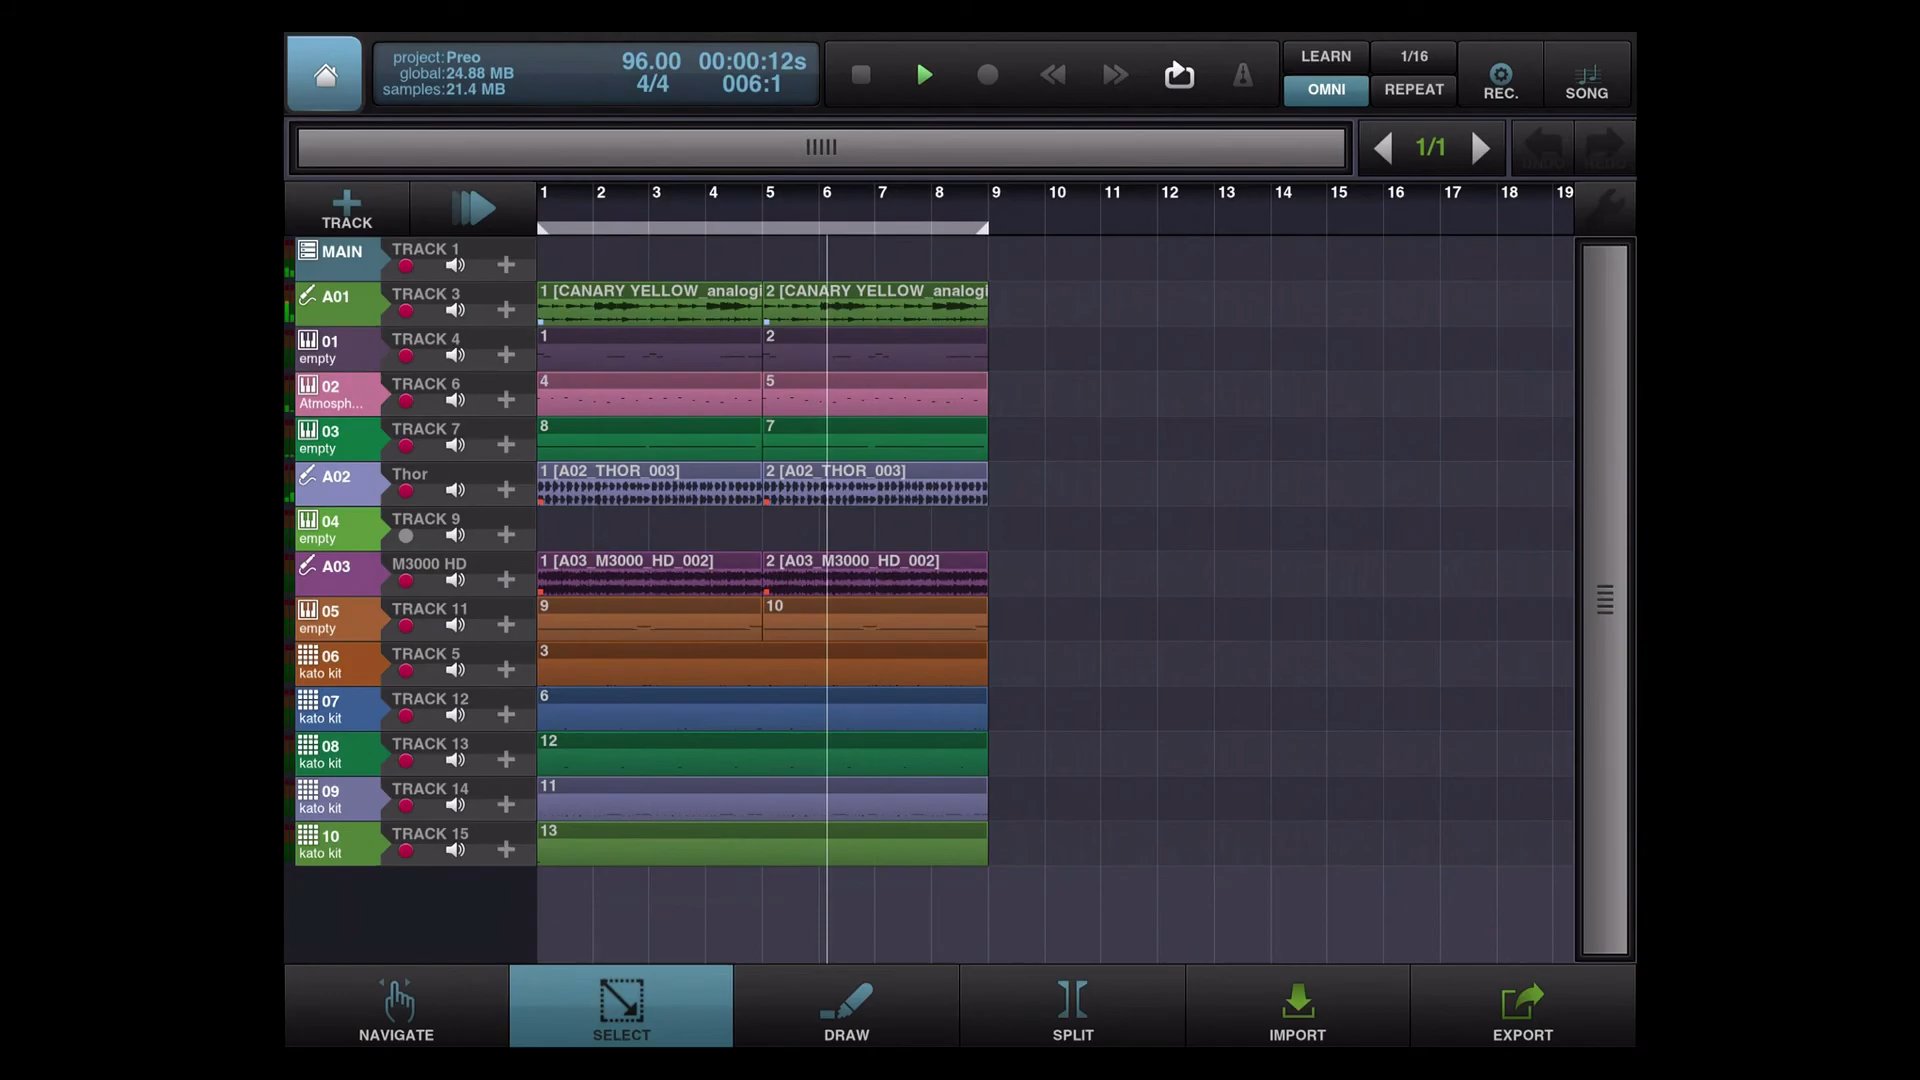 project:Preo
global:24.88 MB
samples:21.4 MB
96.00
4/4
00:00:12s
006:1
LEARN
OMNI
1/16
REPEAT
REC.
SONG
1/1
UNDO
REDO
TRACK
1 2 3 4 5 6 7 8 9 10 11 12 13 14 15 16 17 18 19
MAIN
TRACK 1
A01
TRACK 3
1 [CANARY YELLOW_analogi
2 [CANARY YELLOW_analogi
01
empty
TRACK 4
1
2
02
Atmosph...
TRACK 6
4
5
03
empty
TRACK 7
8
7
A02
Thor
1 [A02_THOR_003]
2 [A02_THOR_003]
04
empty
TRACK 9
A03
M3000 HD
1 [A03_M3000_HD_002]
2 [A03_M3000_HD_002]
05
empty
TRACK 11
9
10
06
kato kit
TRACK 5
3
07
kato kit
TRACK 12
6
08
kato kit
TRACK 13
12
09
kato kit
TRACK 14
11
10
kato kit
TRACK 15
13
NAVIGATE
SELECT
DRAW
SPLIT
IMPORT
EXPORT